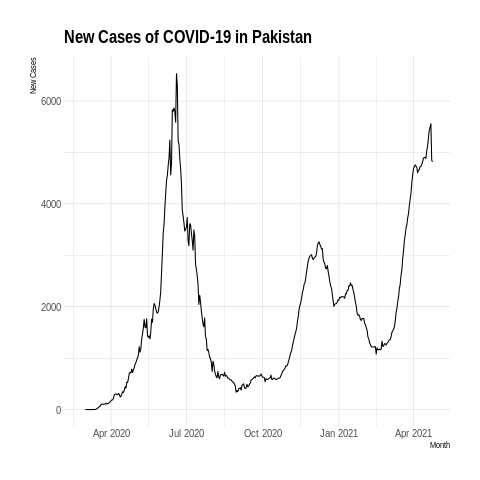 New Cases of COVID-19 in Pakistan
New Cases
6000
4000
2000
0
Apr 2020 Jul 2020 Oct 2020 Jan 2021 Apr 2021
Month